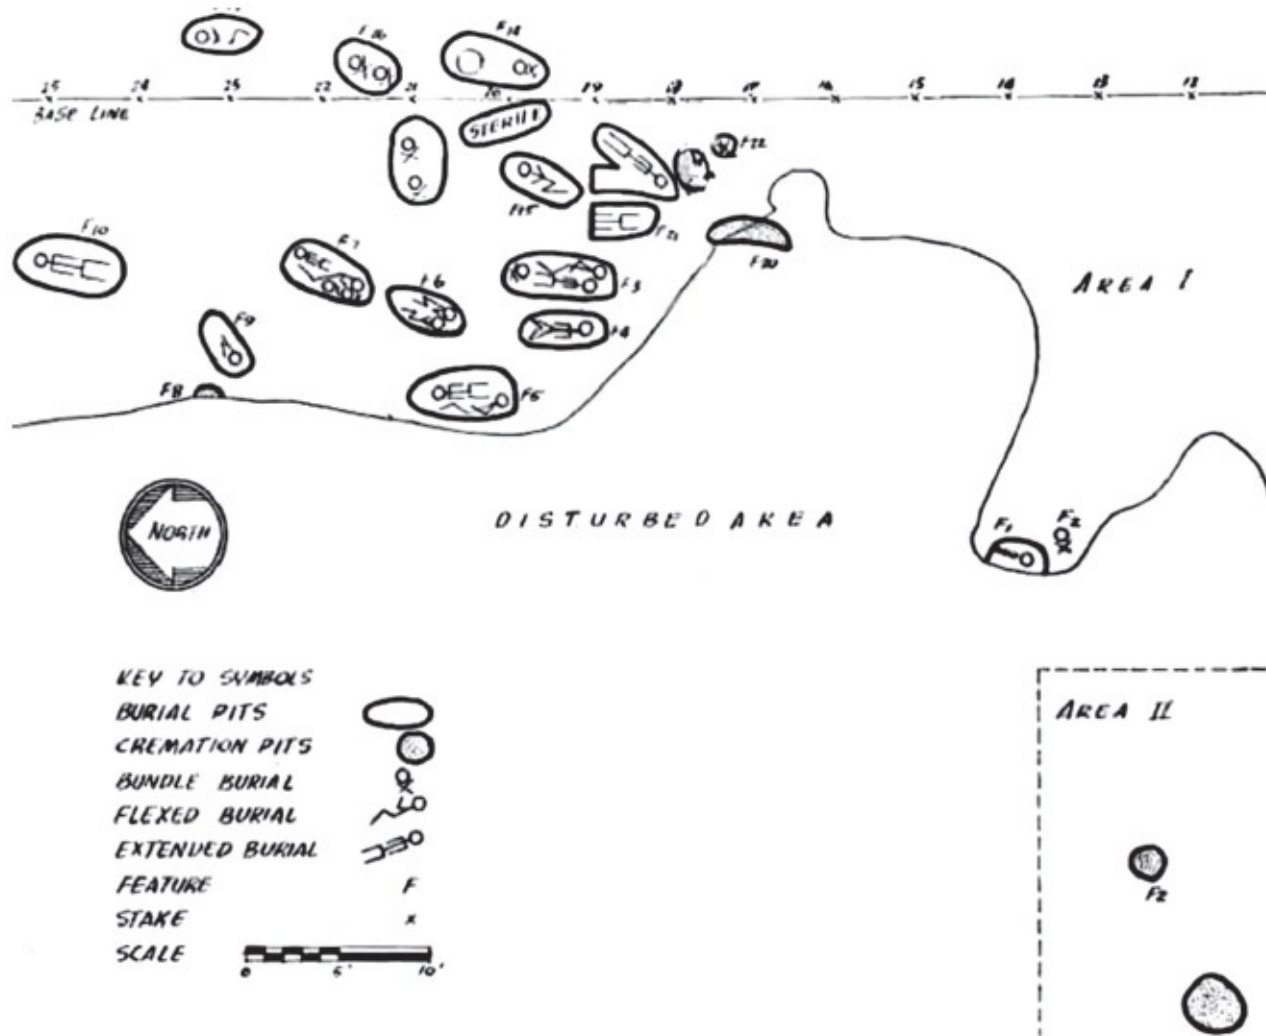 F16
F18
25 24 23 22 21 20 19 18 17 16 15 14 13 12
BASE LINE
STERILE
F22
F15
F21
F10
F7
F20
F6
F3
AREA I
F9
F4
F8
F5
NORTH
DISTURBED AREA
F1 F2
KEY TO SYMBOLS
BURIAL PITS
CREMATION PITS
BUNDLE BURIAL
FLEXED BURIAL
EXTENDED BURIAL
FEATURE F
STAKE x
SCALE
0 5' 10'
AREA II
F2